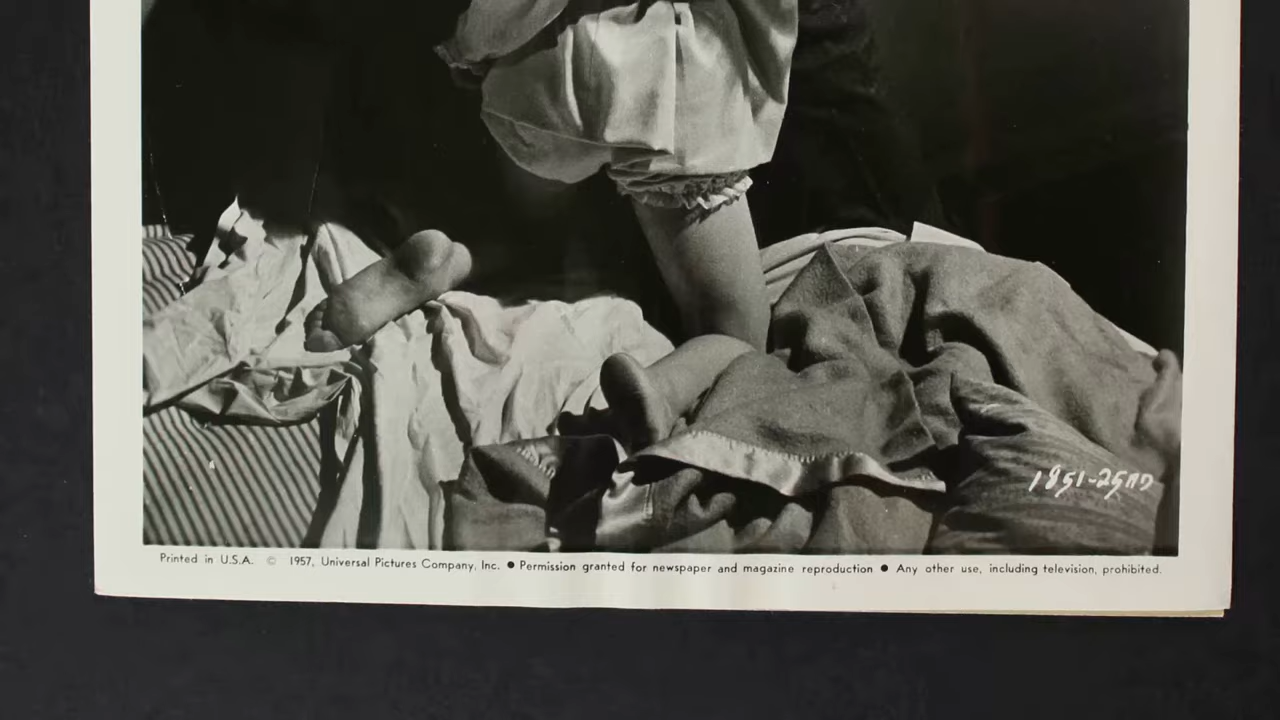 1851-25AD
Printed in U.S.A. © 1957, Universal Pictures Company, Inc. ● Permission granted for newspaper and magazine reproduction ● Any other use, including television, prohibited.